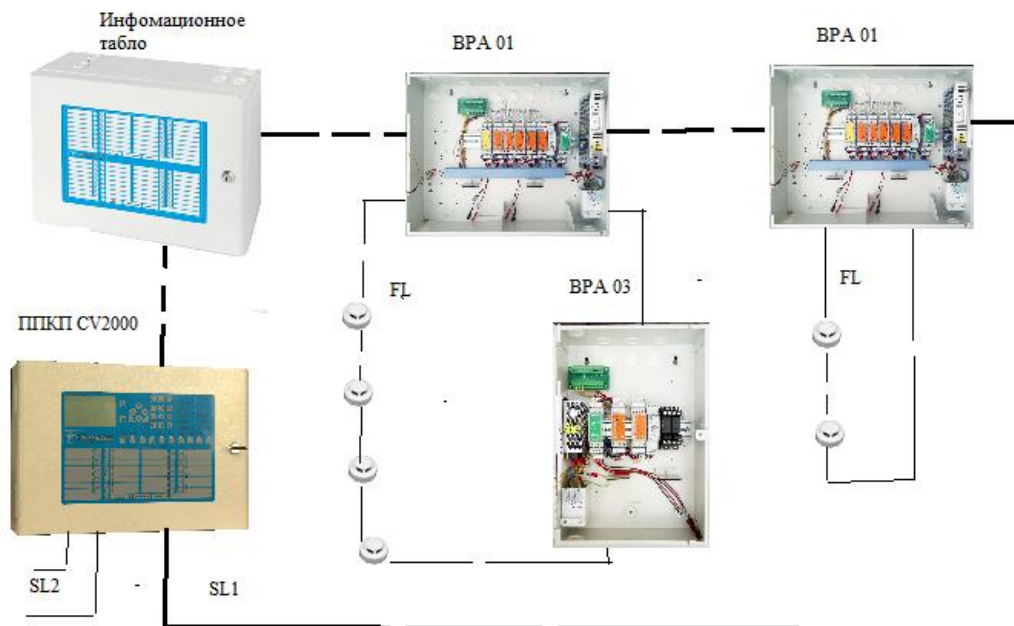 Инфомационное
табло
ВРА 01
ВРА 01
FL
ВРА 03
FL
ППКП CV2000
SL2
SL1